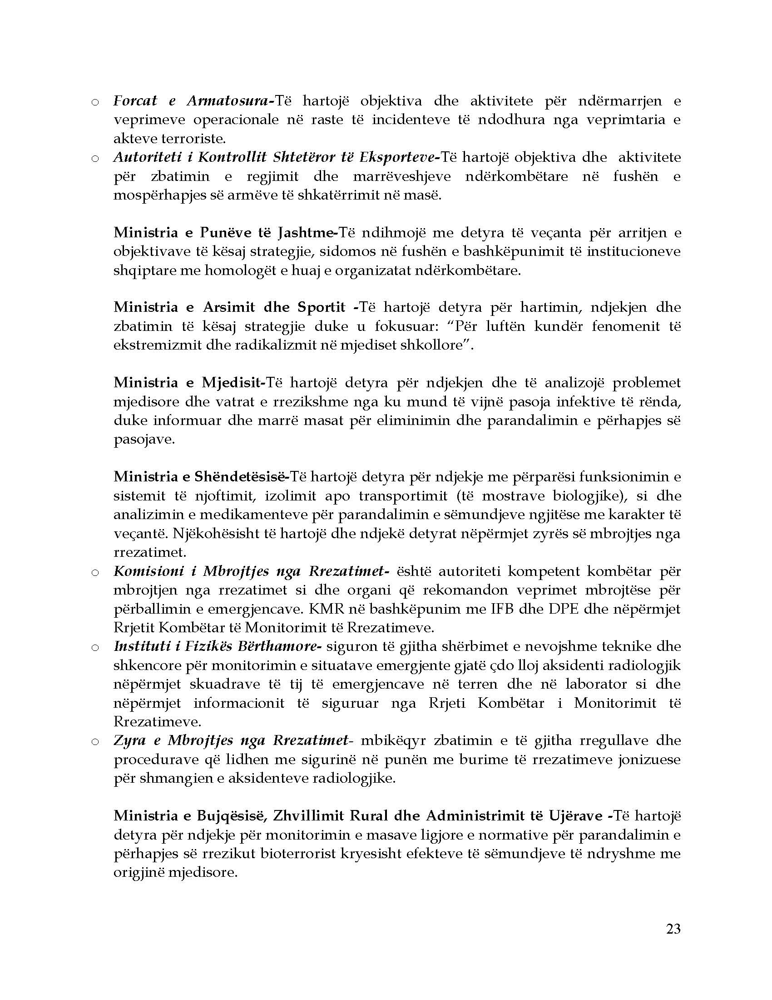 o Forcat e Armatosura-Të hartojë objektiva dhe aktivitete për ndërmarrjen e
veprimeve operacionale në raste të incidenteve të ndodhura nga veprimtaria e
akteve terroriste.
o Autoriteti i Kontrollit Shtetëror të Eksporteve-Të hartojë objektiva dhe aktivitete
për zbatimin e regjimit dhe marrëveshjeve ndërkombëtare në fushën e
mospërhapjes së armëve të shkatërrimit në masë.
Ministria e Punëve të Jashtme-Të ndihmojë me detyra të veçanta për arritjen e
objektivave të kësaj strategjie, sidomos në fushën e bashkëpunimit të institucioneve
shqiptare me homologët e huaj e organizatat ndërkombëtare.
Ministria e Arsimit dhe Sportit -Të hartojë detyra për hartimin, ndjekjen dhe
zbatimin të kësaj strategjie duke u fokusuar: “Për luftën kundër fenomenit të
ekstremizmit dhe radikalizmit në mjediset shkollore”.
Ministria e Mjedisit-Të hartojë detyra për ndjekjen dhe të analizojë problemet
mjedisore dhe vatrat e rrezikshme nga ku mund të vijnë pasoja infektive të rënda,
duke informuar dhe marrë masat për eliminimin dhe parandalimin e përhapjes së
pasojave.
Ministria e Shëndetësisë-Të hartojë detyra për ndjekje me përparësi funksionimin e
sistemit të njoftimit, izolimit apo transportimit (të mostrave biologjike), si dhe
analizimin e medikamenteve për parandalimin e sëmundjeve ngjitëse me karakter të
veçantë. Njëkohësisht të hartojë dhe ndjekë detyrat nëpërmjet zyrës së mbrojtjes nga
rrezatimet.
o Komisioni i Mbrojtjes nga Rrezatimet- është autoriteti kompetent kombëtar për
mbrojtjen nga rrezatimet si dhe organi që rekomandon veprimet mbrojtëse për
përballimin e emergjencave. KMR në bashkëpunim me IFB dhe DPE dhe nëpërmjet
Rrjetit Kombëtar të Monitorimit të Rrezatimeve.
o Instituti i Fizikës Bërthamore- siguron të gjitha shërbimet e nevojshme teknike dhe
shkencore për monitorimin e situatave emergjente gjatë çdo lloj aksidenti radiologjik
nëpërmjet skuadrave të tij të emergjencave në terren dhe në laborator si dhe
nëpërmjet informacionit të siguruar nga Rrjeti Kombëtar i Monitorimit të
Rrezatimeve.
o Zyra e Mbrojtjes nga Rrezatimet- mbikëqyr zbatimin e të gjitha rregullave dhe
procedurave që lidhen me sigurinë në punën me burime të rrezatimeve jonizuese
për shmangien e aksidenteve radiologjike.
Ministria e Bujqësisë, Zhvillimit Rural dhe Administrimit të Ujërave -Të hartojë
detyra për ndjekje për monitorimin e masave ligjore e normative për parandalimin e
përhapjes së rrezikut bioterrorist kryesisht efekteve të sëmundjeve të ndryshme me
origjinë mjedisore.
23